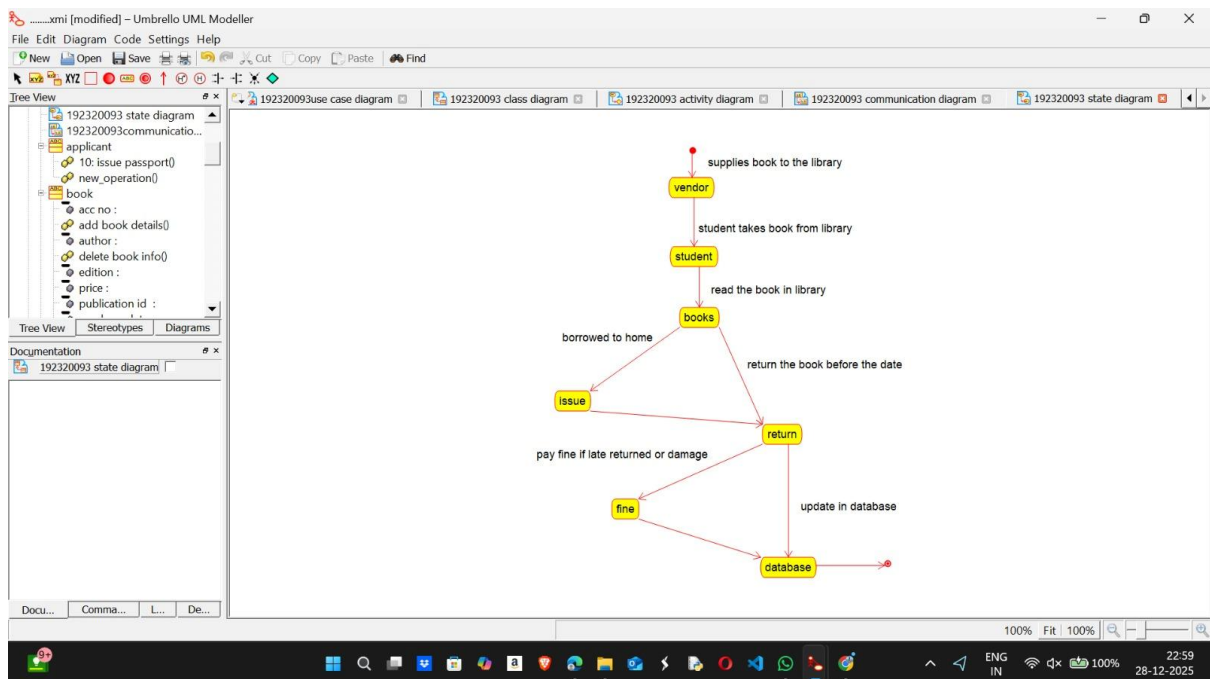 ........xmi [modified] – Umbrello UML Modeller
File Edit Diagram Code Settings Help
New Open Save Cut Copy Paste Find
XYZ XYZ ABC
Tree View
192320093use case diagram 192320093 class diagram 192320093 activity diagram 192320093 communication diagram 192320093 state diagram
192320093 state diagram
192320093communicatio...
applicant
10: issue passport()
new_operation()
book
acc no :
add book details()
author :
delete book info()
edition :
price :
publication id :
Tree View Stereotypes Diagrams
Documentation
192320093 state diagram
Docu... Comma... L... De...
supplies book to the library
vendor
student takes book from library
student
read the book in library
books
borrowed to home
return the book before the date
issue
return
pay fine if late returned or damage
fine
update in database
database
100% Fit 100%
9+
ENG
IN
100%
22:59
28-12-2025